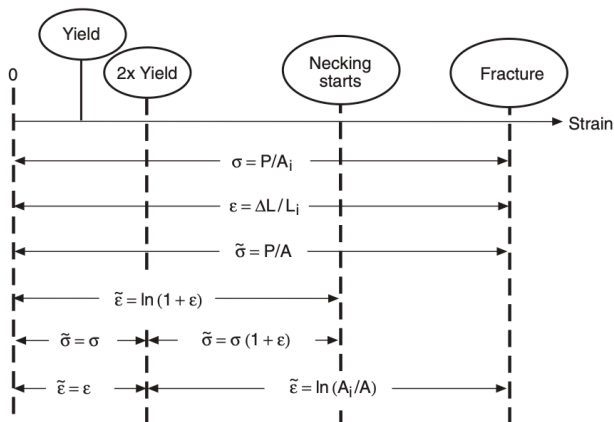 Yield
2x Yield
Necking
starts
Fracture
0
Strain
σ = P/Aᵢ
ε = ΔL/Lᵢ
σ̃ = P/A
ε̃ = ln (1 + ε)
σ̃ = σ
σ̃ = σ (1 + ε)
ε̃ = ε
ε̃ = ln (Aᵢ/A)